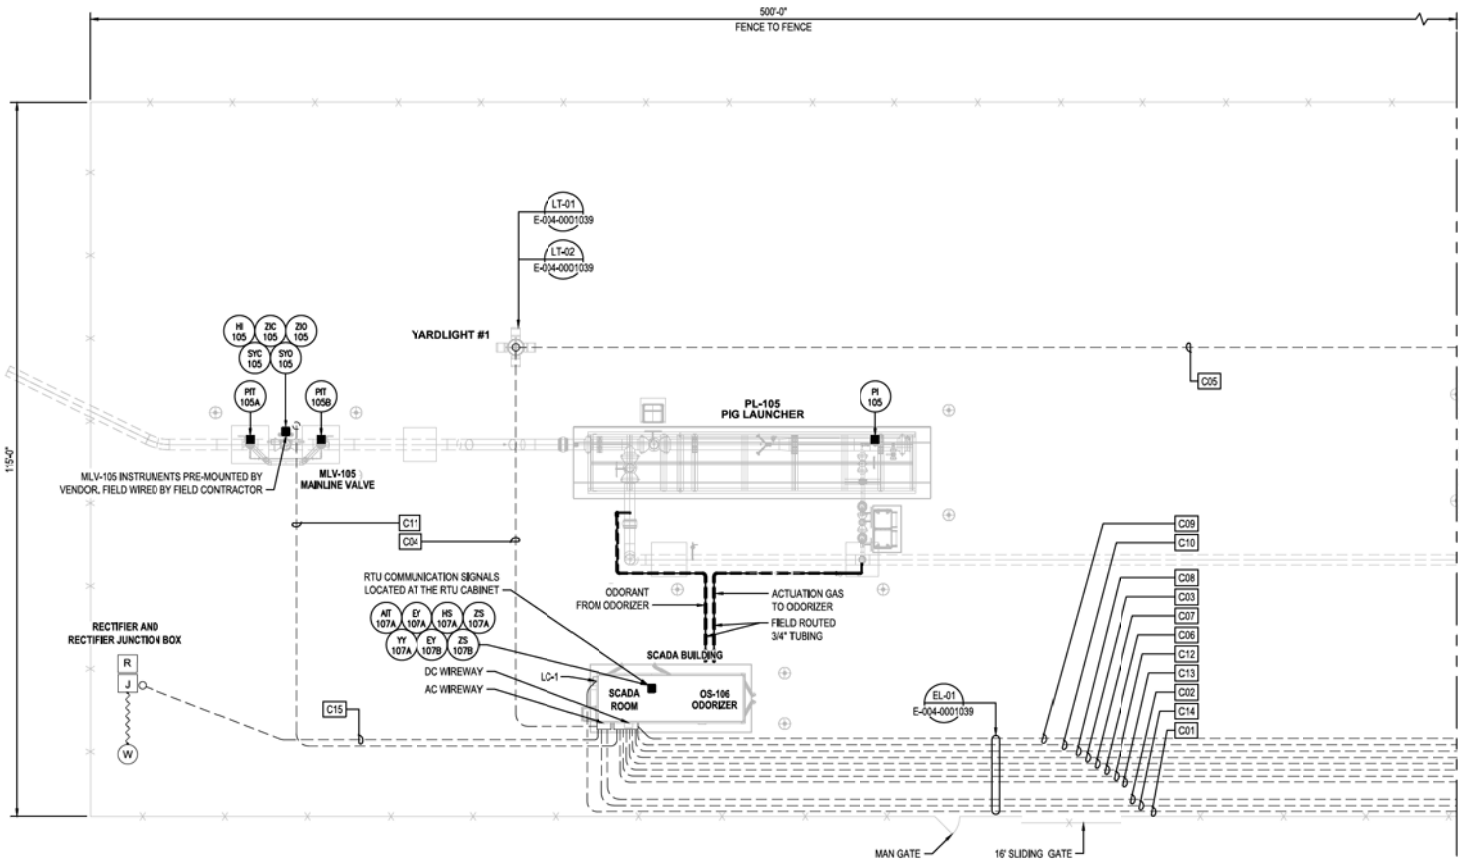 500'-0"
FENCE TO FENCE
115'-0"
LT-01
E-004-0001039
LT-02
E-004-0001039
YARDLIGHT #1
HI
105
ZIC
105
ZIO
105
SYC
105
SYO
105
PIT
105A
PIT
105B
MLV-105 INSTRUMENTS PRE-MOUNTED BY
VENDOR, FIELD WIRED BY FIELD CONTRACTOR
MLV-105
MAINLINE VALVE
PL-105
PIG LAUNCHER
PI
105
C05
C11
C04
C09
C10
C08
C03
C07
C06
C12
C13
C02
C14
C01
RTU COMMUNICATION SIGNALS
LOCATED AT THE RTU CABINET
AIT
107A
EY
107A
HS
107A
ZS
107A
YY
107A
EY
107B
ZS
107B
ODORANT
FROM ODORIZER
ACTUATION GAS
TO ODORIZER
FIELD ROUTED
3/4" TUBING
RECTIFIER AND
RECTIFIER JUNCTION BOX
R
J
W
C15
DC WIREWAY
AC WIREWAY
LC-1
SCADA BUILDING
SCADA
ROOM
OS-106
ODORIZER
EL-01
E-004-0001039
MAN GATE
16' SLIDING GATE